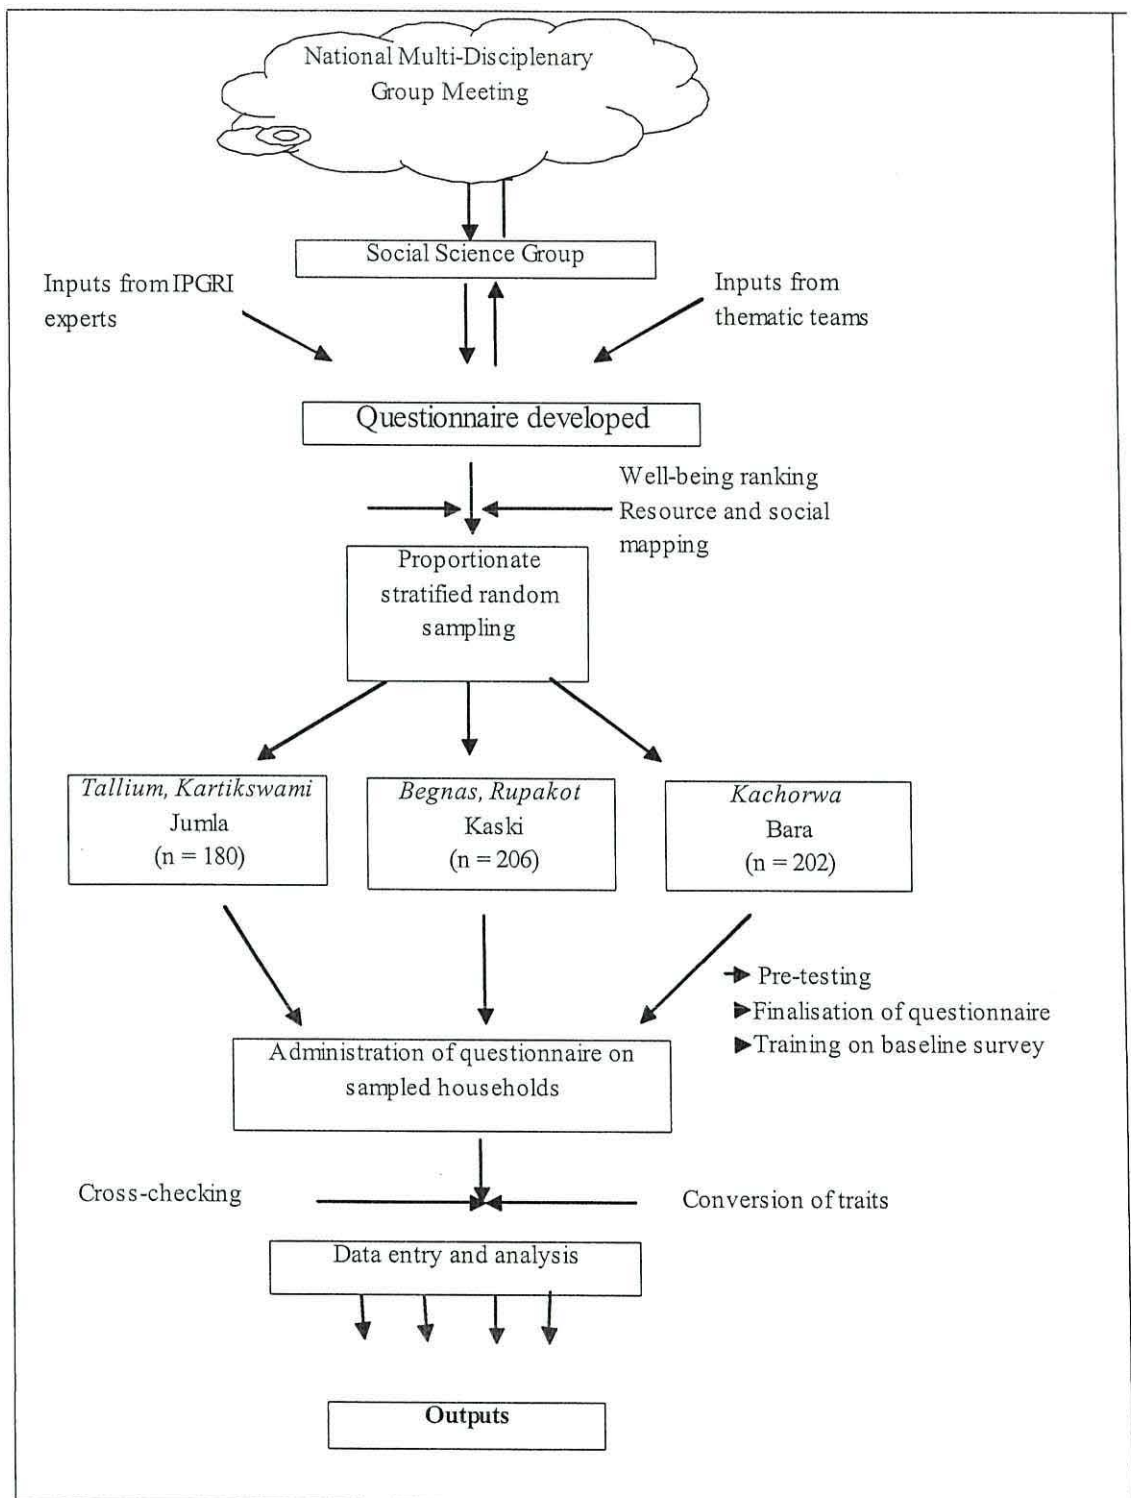 National Multi-Disciplenary
Group Meeting
Social Science Group
Inputs from IPGRI
experts
Inputs from
thematic teams
Questionnaire developed
Well-being ranking
Resource and social
mapping
Proportionate
stratified random
sampling
Tallium, Kartikswami
Jumla
(n = 180)
Begnas, Rupakot
Kaski
(n = 206)
Kachorwa
Bara
(n = 202)
Pre-testing
Finalisation of questionnaire
Training on baseline survey
Administration of questionnaire on
sampled households
Cross-checking
Conversion of traits
Data entry and analysis
Outputs